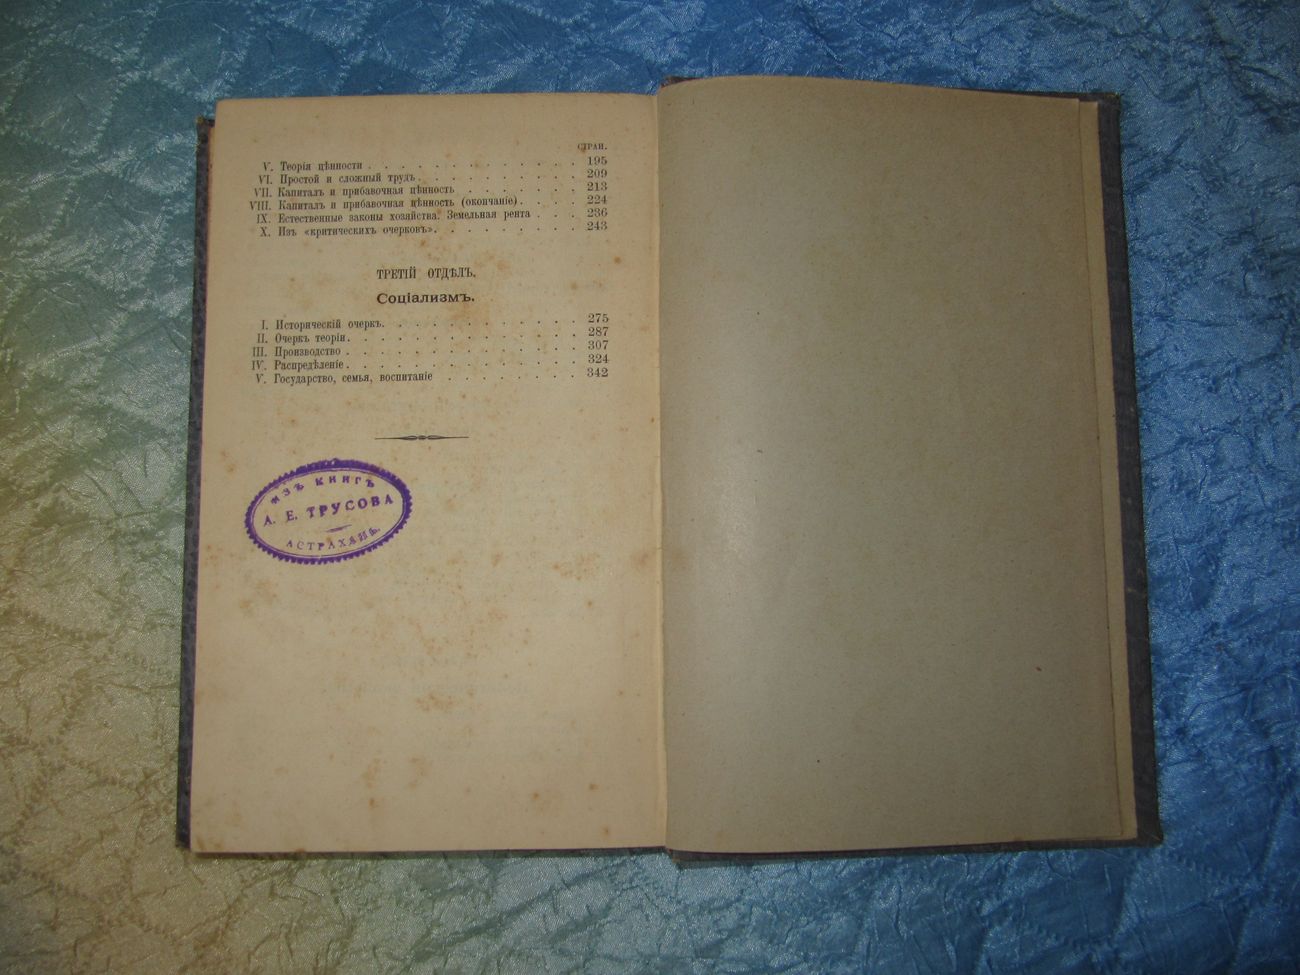 СТРАН.
V. Теорія цѣнности . . . . . . . . . . . . 195
VI. Простой и сложный трудъ . . . . . . . . . . 209
VII. Капиталъ и прибавочная цѣнность . . . . . . . 213
VIII. Капиталъ и прибавочная цѣнность (окончаніе) . . . . 224
IX. Естественные законы хозяйства. Земельная рента . . . 236
X. Изъ «критическихъ очерковъ» . . . . . . . . . 243
ТРЕТІЙ ОТДѢЛЪ.
Соціализмъ.
I. Историческій очеркъ . . . . . . . . . . . . 275
II. Очеркъ теоріи . . . . . . . . . . . . . . 287
III. Производство . . . . . . . . . . . . . . 307
IV. Распредѣленіе . . . . . . . . . . . . . . 324
V. Государство, семья, воспитаніе . . . . . . . . . 342
ИЗЪ КНИГЪ
А. Е. ТРУСОВА
АСТРАХАНЬ.